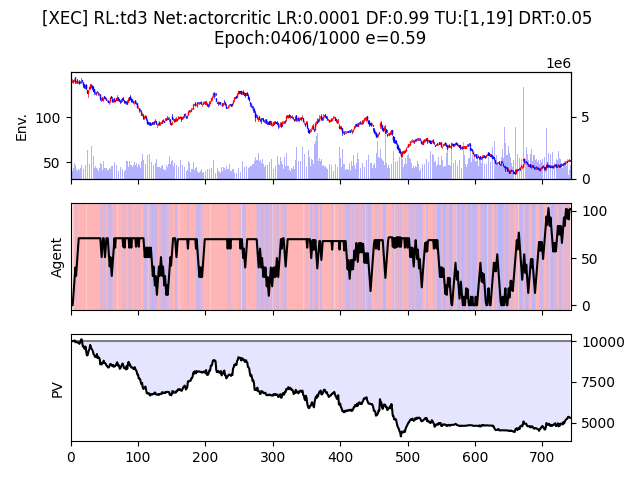 [XEC] RL:td3 Net:actorcritic LR:0.0001 DF:0.99 TU:[1,19] DRT:0.05
Epoch:0406/1000 e=0.59
1e6
Env.
100
50
5
0
Agent
100
50
0
PV
10000
7500
5000
0 100 200 300 400 500 600 700